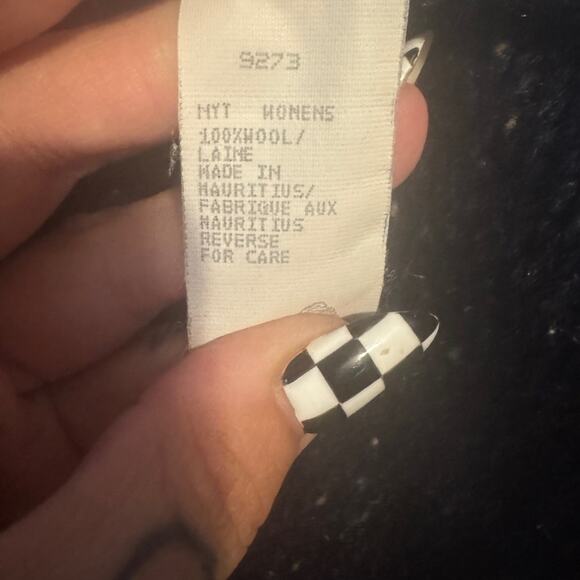 9273
MYT WOMENS
100%WOOL/
LAINE
MADE IN
MAURITIUS/
FABRIQUE AUX
MAURITIUS
REVERSE
FOR CARE